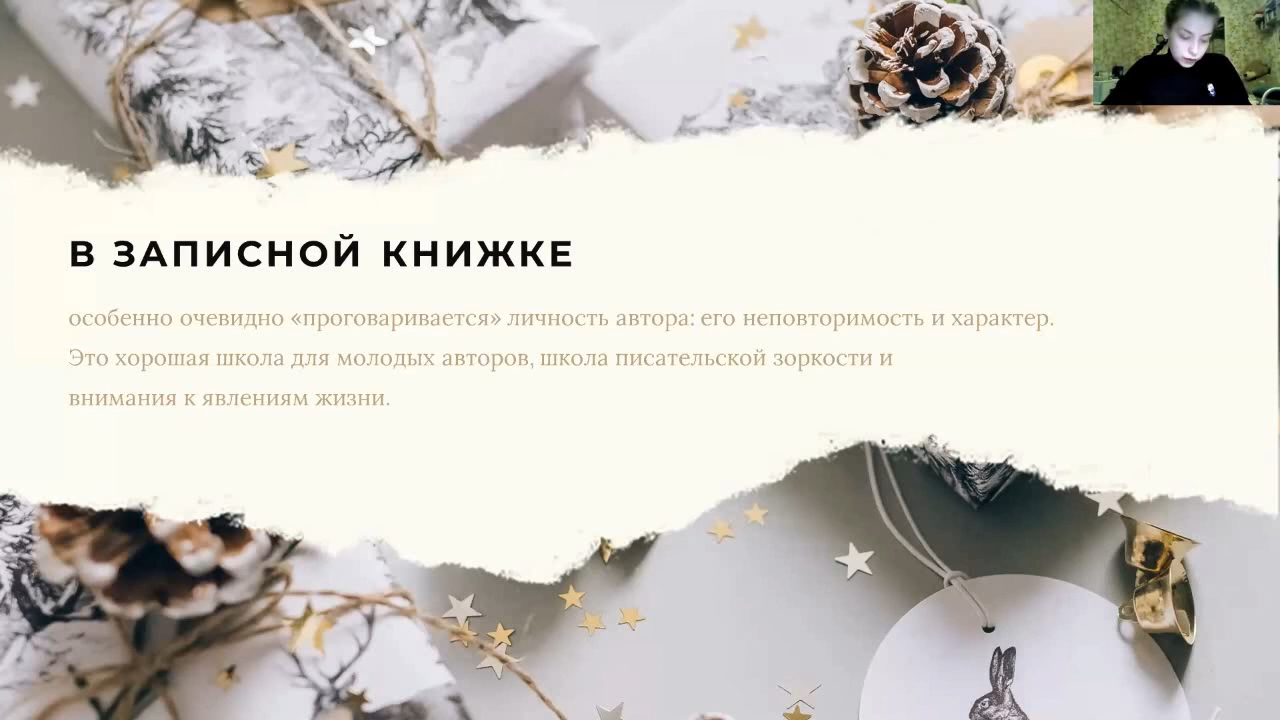 В ЗАПИСНОЙ КНИЖКЕ
особенно очевидно «проговаривается» личность автора: его неповторимость и характер.
Это хорошая школа для молодых авторов, школа писательской зоркости и
внимания к явлениям жизни.